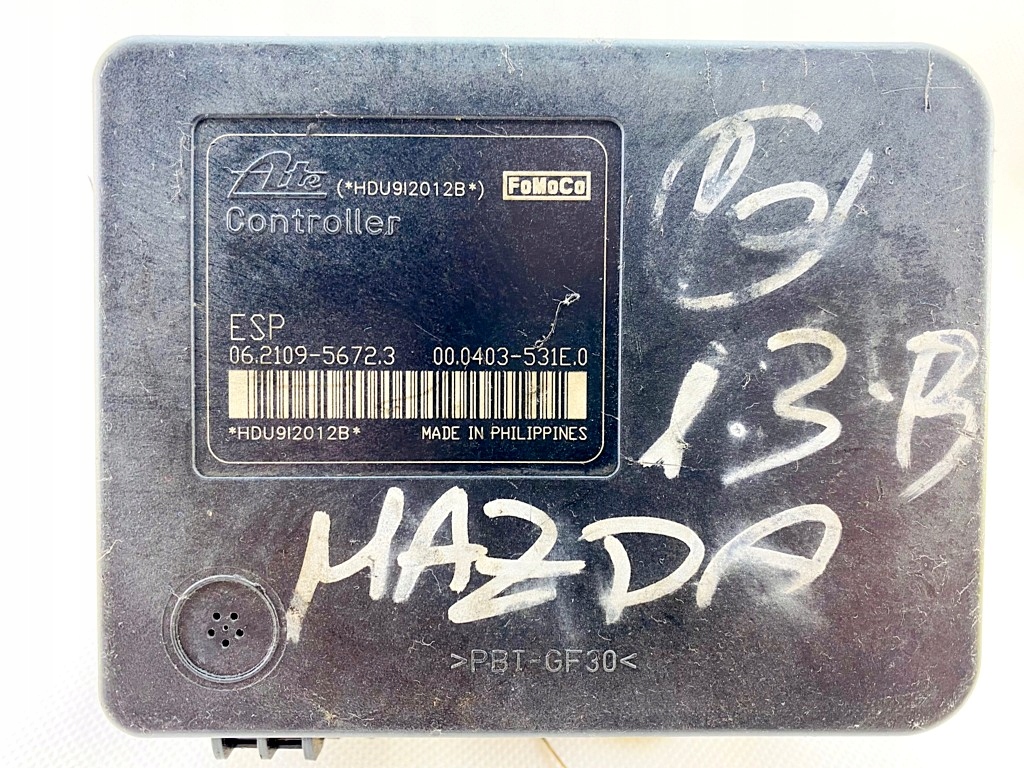 Ate (*HDU9I2012B*) FoMoCo
Controller
ESP
06.2109-5672.3 00.0403-531E.0
*HDU9I2012B* MADE IN PHILIPPINES
1.3.B
MAZDA
>PBT-GF30<